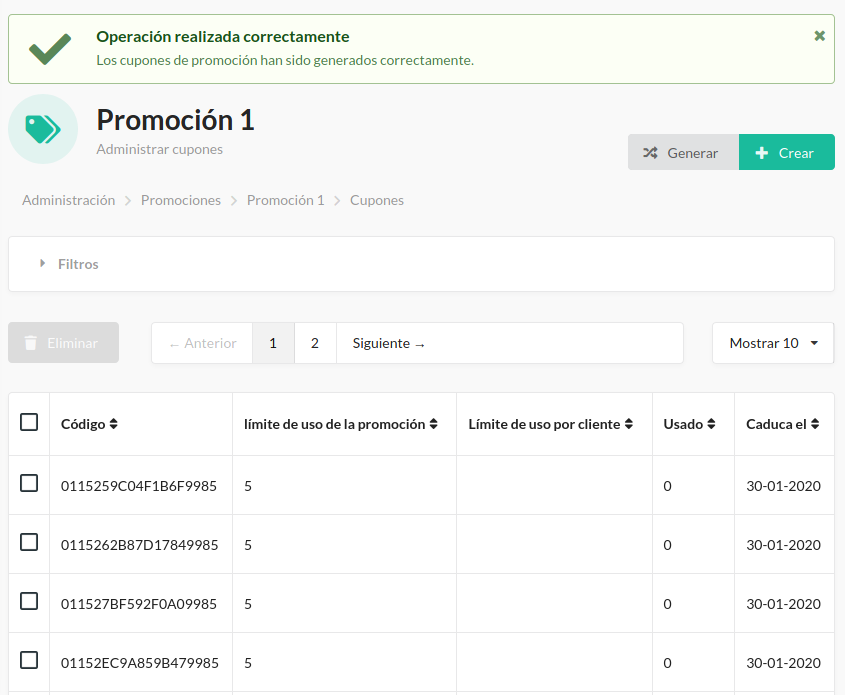 Operación realizada correctamente
Los cupones de promoción han sido generados correctamente.
Promoción 1
Administrar cupones
Generar
Crear
Administración > Promociones > Promoción 1 > Cupones
Filtros
Eliminar
← Anterior 1 2 Siguiente →
Mostrar 10
Código límite de uso de la promoción Límite de uso por cliente Usado Caduca el
0115259C04F1B6F9985 5 0 30-01-2020
0115262B87D17849985 5 0 30-01-2020
011527BF592F0A09985 5 0 30-01-2020
01152EC9A859B479985 5 0 30-01-2020